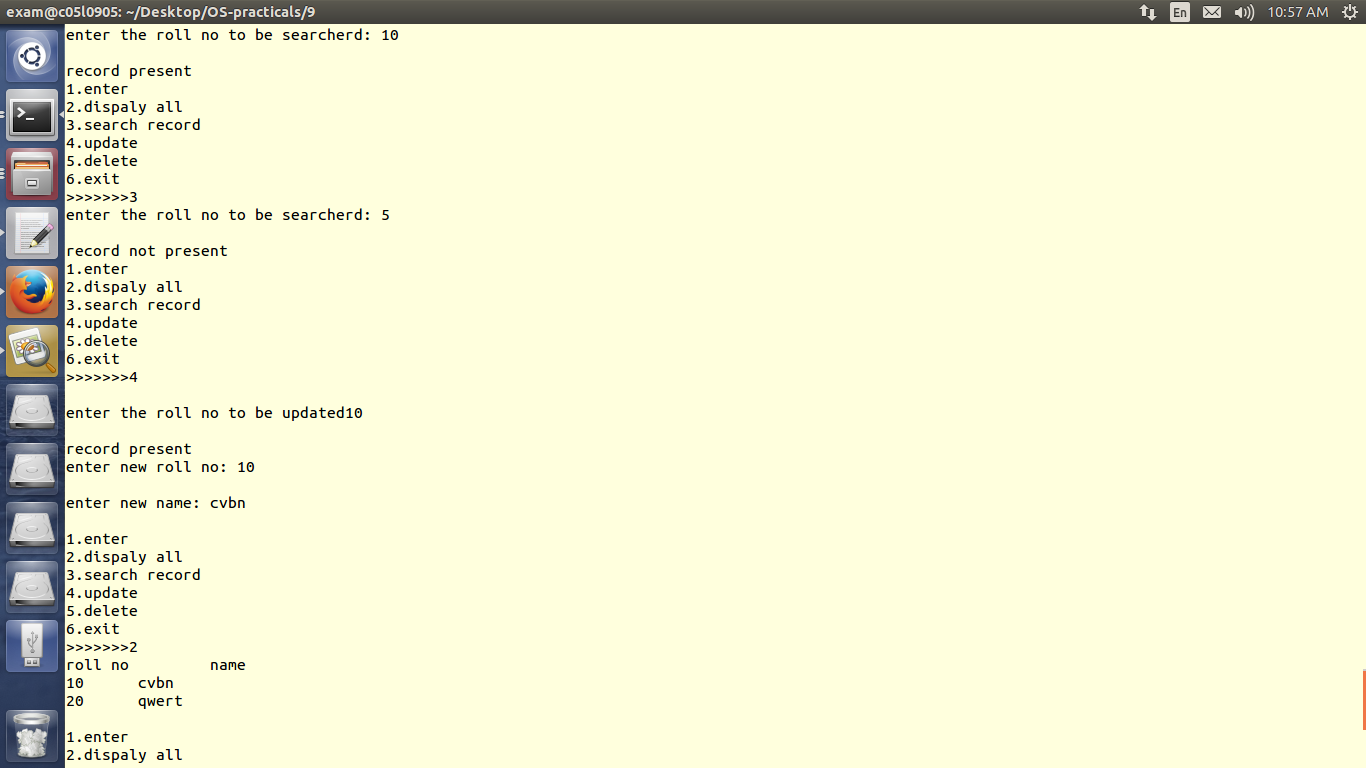 exam@c05l0905: ~/Desktop/OS-practicals/9
En
10:57 AM
enter the roll no to be searcherd: 10
record present
1.enter
2.dispaly all
3.search record
4.update
5.delete
6.exit
>>>>>>>3
enter the roll no to be searcherd: 5
record not present
1.enter
2.dispaly all
3.search record
4.update
5.delete
6.exit
>>>>>>>4
enter the roll no to be updated10
record present
enter new roll no: 10
enter new name: cvbn
1.enter
2.dispaly all
3.search record
4.update
5.delete
6.exit
>>>>>>>2
roll no         name
10      cvbn
20      qwert
1.enter
2.dispaly all